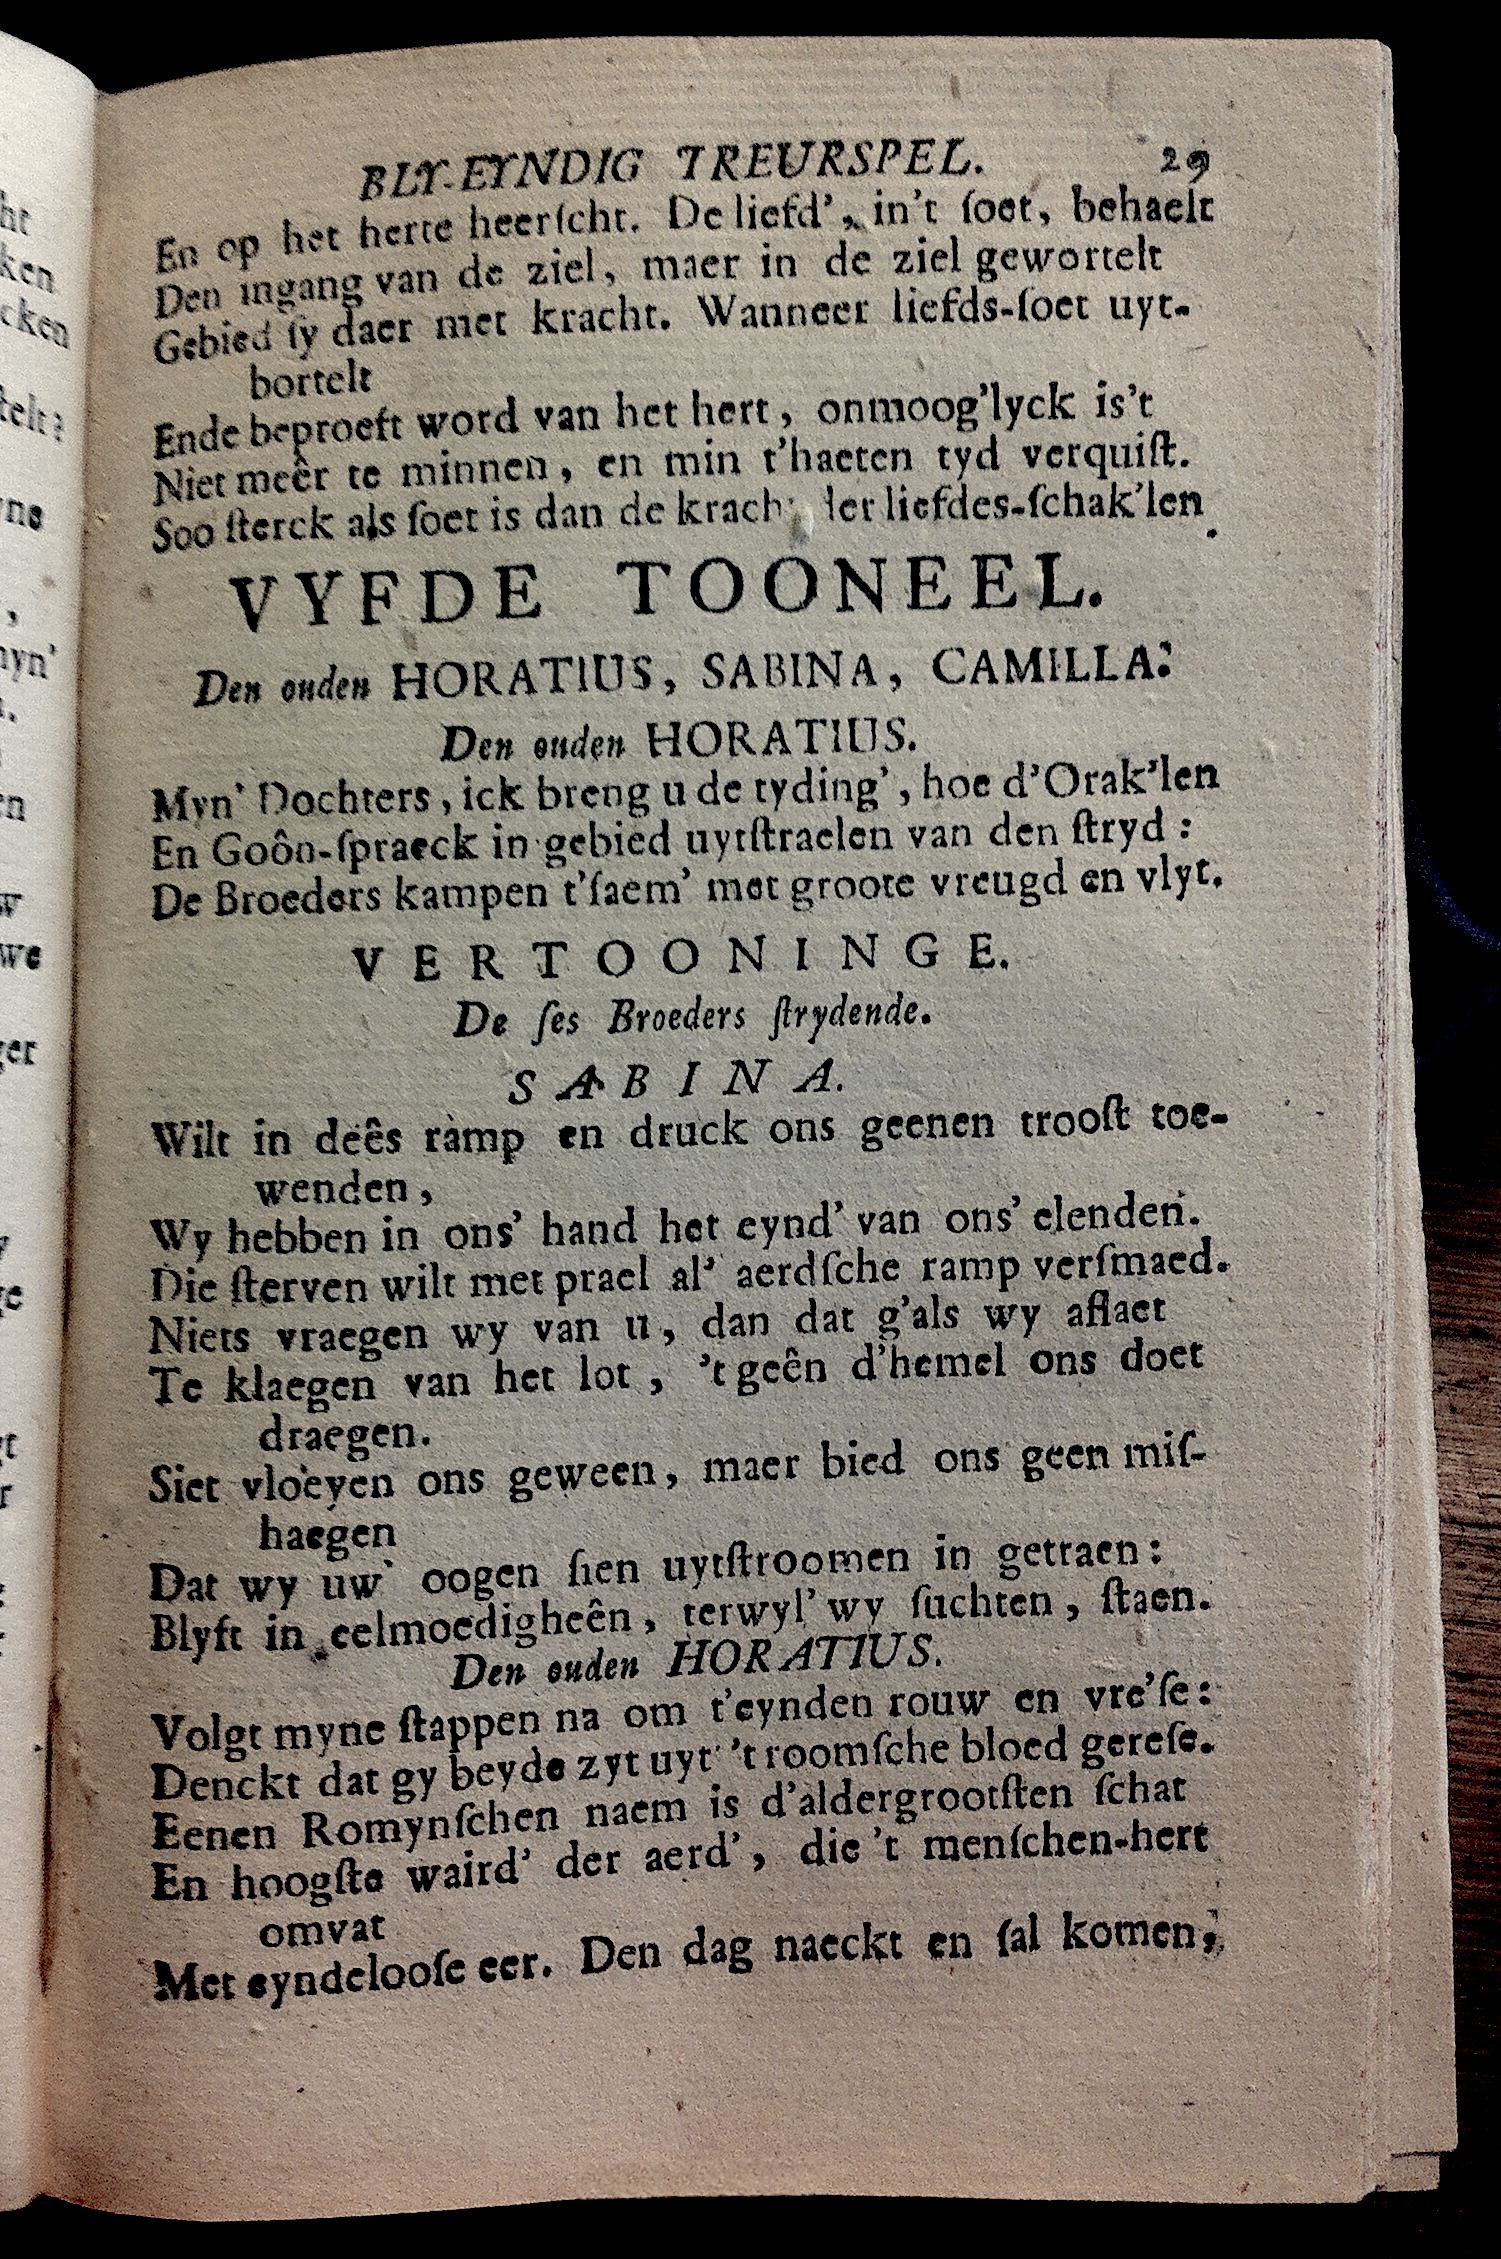 BLY-EYNDIG TREURSPEL. 29
En op het herte heerſcht. De liefd', in't ſoet, behaelt
Den ingang van de ziel, maer in de ziel gewortelt
Gebied ſy daer met kracht. Wanneer liefds-ſoet uyt-
bortelt
Ende beproeft word van het hert, onmoog'lyck is't
Niet meêr te minnen, en min t'haeten tyd verquiſt.
Soo ſterck als ſoet is dan de kracht der liefdes-ſchak'len.
VYFDE TOONEEL.
Den ouden HORATIUS, SABINA, CAMILLA.
Den ouden HORATIUS.
Myn' Dochters, ick breng u de tyding', hoe d'Orak'len
En Goôn-ſpraeck in gebied uytſtraelen van den ſtryd:
De Broeders kampen t'ſaem' met groote vreugd en vlyt.
VERTOONINGE.
De ſes Broeders ſtrydende.
SABINA.
Wilt in deês ramp en druck ons geenen trooſt toe-
wenden,
Wy hebben in ons' hand het eynd' van ons' elenden.
Die ſterven wilt met prael al' aerdſche ramp verſmaed.
Niets vraegen wy van u, dan dat g'als wy aflaet
Te klaegen van het lot, 't geên d'hemel ons doet
draegen.
Siet vloeyen ons geween, maer bied ons geen miſ-
haegen
Dat wy uw' oogen ſien uytſtroomen in getraen:
Blyft in eelmoedigheên, terwyl' wy ſuchten, ſtaen.
Den ouden HORATIUS.
Volgt myne ſtappen na om t'eynden rouw en vre'ſe:
Denckt dat gy beyde zyt uyt 't roomſche bloed gereſe.
Eenen Romynſchen naem is d'aldergrootſten ſchat
En hoogſte waird' der aerd', die 't menſchen-hert
omvat
Met eyndelooſe eer. Den dag naeckt en ſal komen,